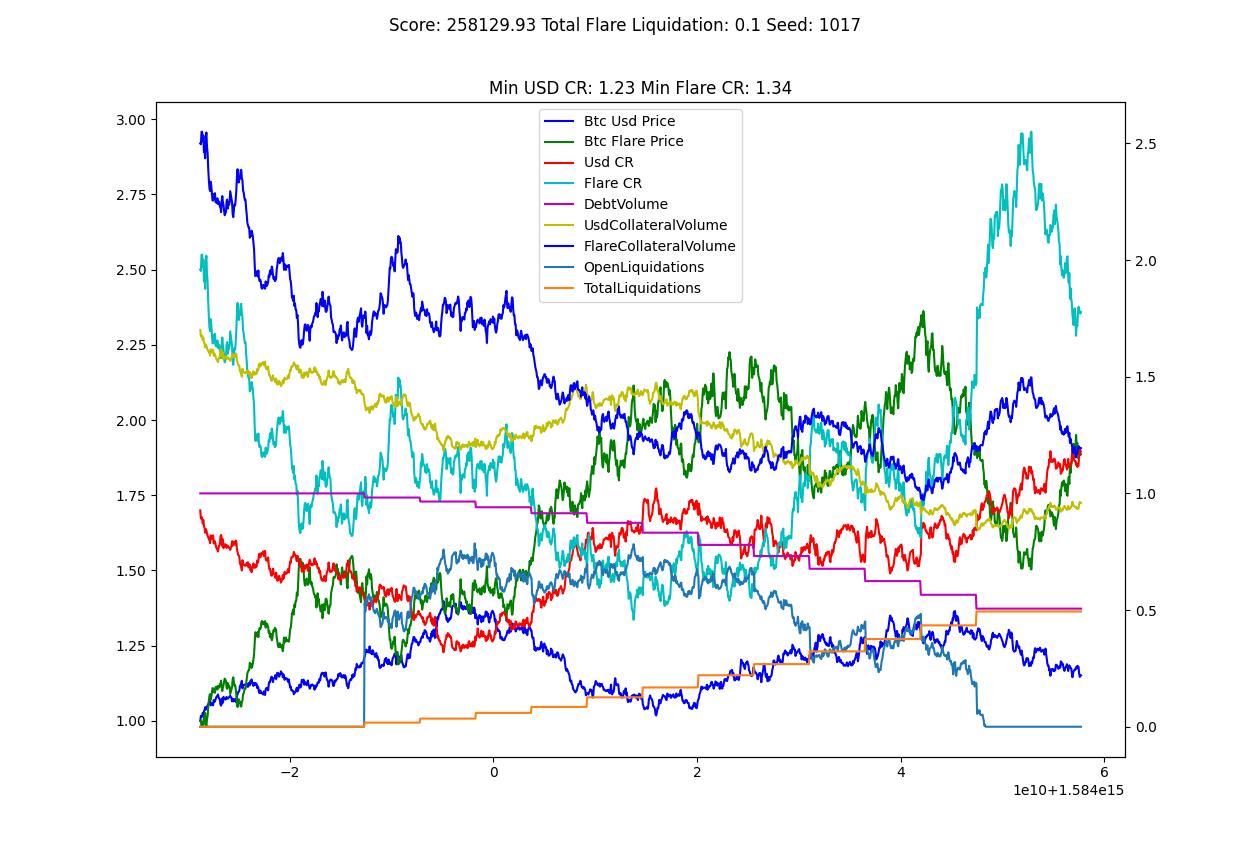 Score: 258129.93 Total Flare Liquidation: 0.1 Seed: 1017
Min USD CR: 1.23 Min Flare CR: 1.34
Btc Usd Price
Btc Flare Price
Usd CR
Flare CR
DebtVolume
UsdCollateralVolume
FlareCollateralVolume
OpenLiquidations
TotalLiquidations
3.00
2.75
2.50
2.25
2.00
1.75
1.50
1.25
1.00
2.5
2.0
1.5
1.0
0.5
0.0
−2 0 2 4 6
1e10+1.584e15